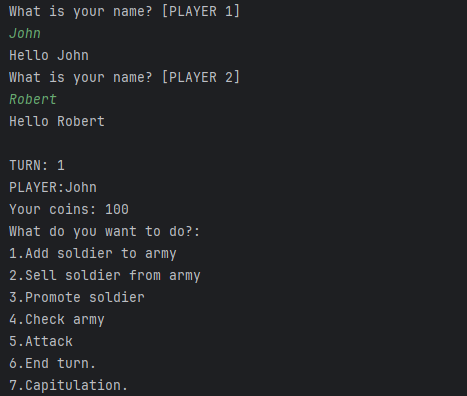 What is your name? [PLAYER 1]
John
Hello John
What is your name? [PLAYER 2]
Robert
Hello Robert
TURN: 1
PLAYER:John
Your coins: 100
What do you want to do?:
1.Add soldier to army
2.Sell soldier from army
3.Promote soldier
4.Check army
5.Attack
6.End turn.
7.Capitulation.